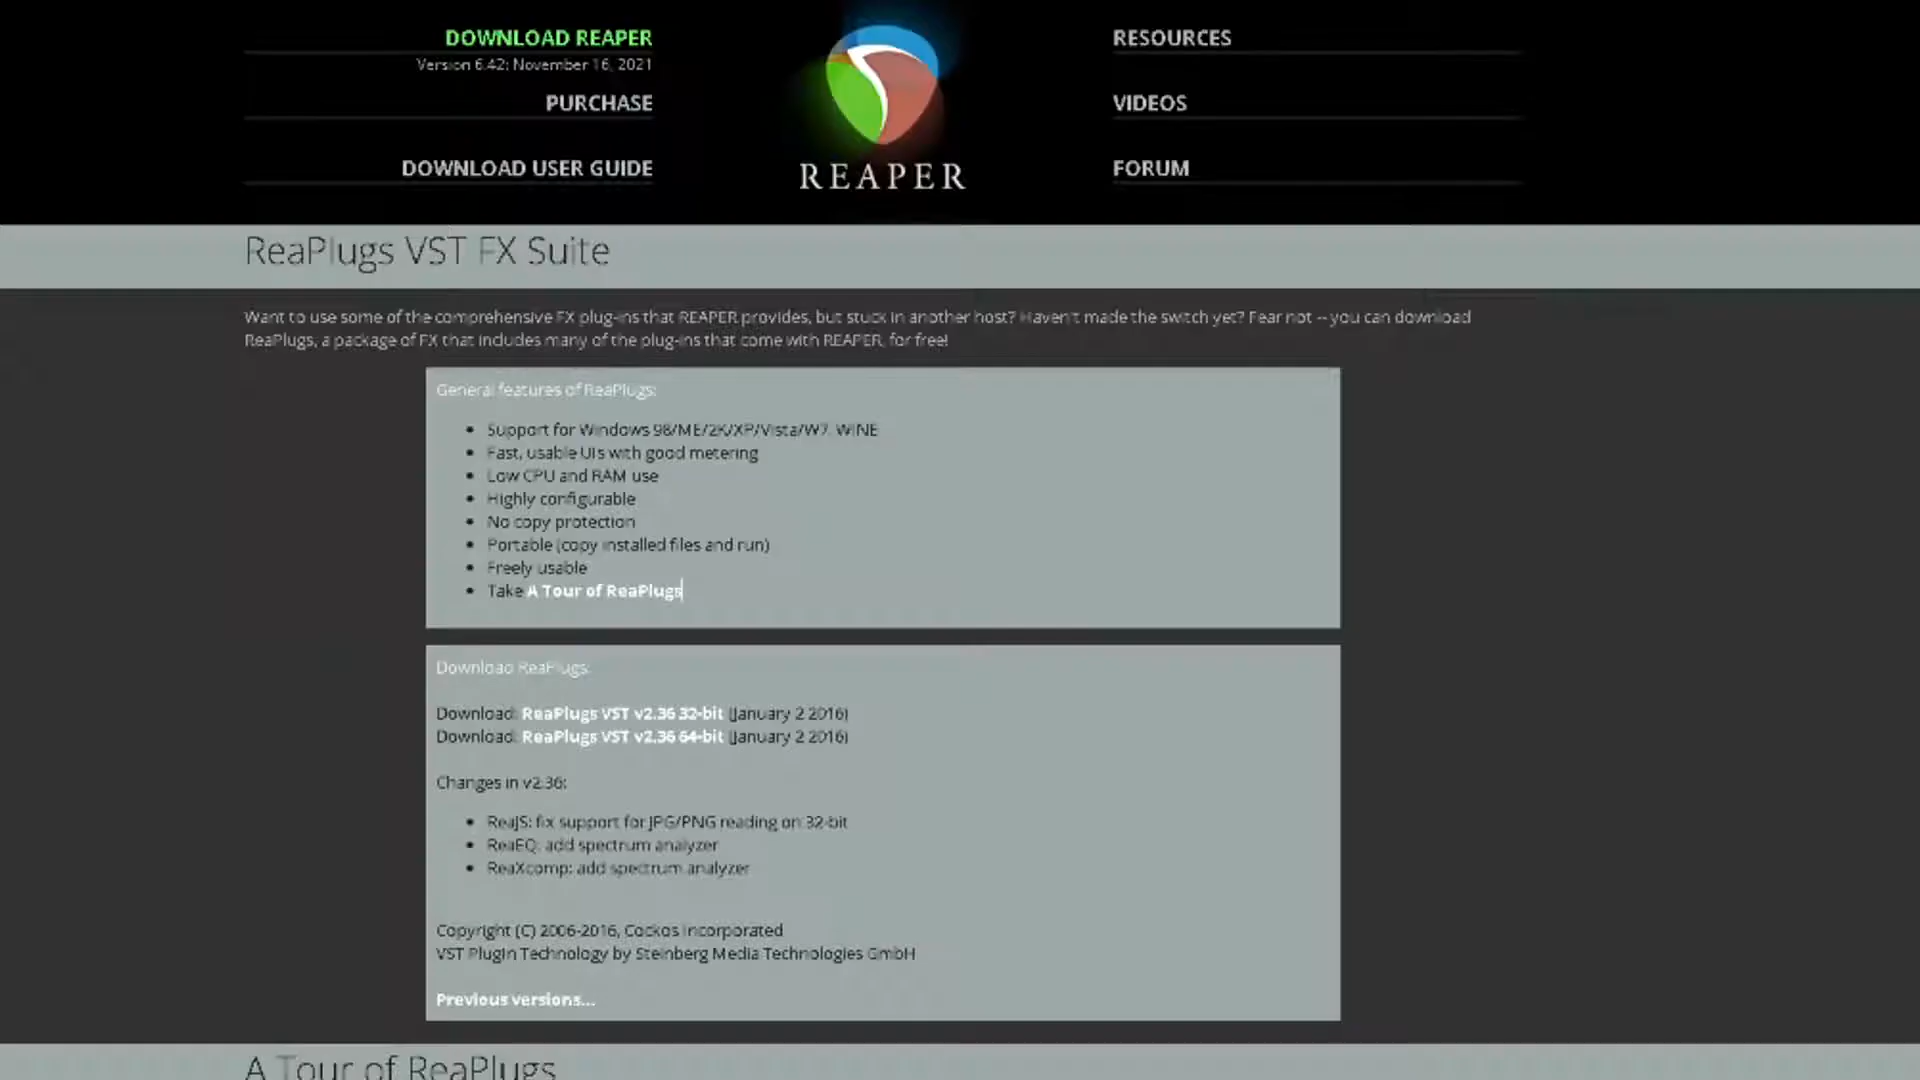 DOWNLOAD REAPER
Version 6.42: November 16, 2021
PURCHASE
DOWNLOAD USER GUIDE
REAPER
RESOURCES
VIDEOS
FORUM
ReaPlugs VST FX Suite
Want to use some of the comprehensive FX plug-ins that REAPER provides, but stuck in another host? Haven't made the switch yet? Fear not -- you can download
ReaPlugs, a package of FX that includes many of the plug-ins that come with REAPER, for free!
General features of ReaPlugs:
Support for Windows 98/ME/2K/XP/Vista/W7, WINE
Fast, usable UIs with good metering
Low CPU and RAM use
Highly configurable
No copy protection
Portable (copy installed files and run)
Freely usable
Take A Tour of ReaPlugs
Download ReaPlugs:
Download: ReaPlugs VST v2.36 32-bit (January 2 2016)
Download: ReaPlugs VST v2.36 64-bit (January 2 2016)
Changes in v2.36:
ReaJS: fix support for JPG/PNG reading on 32-bit
ReaEQ: add spectrum analyzer
ReaXcomp: add spectrum analyzer
Copyright (C) 2006-2016, Cockos Incorporated
VST PlugIn Technology by Steinberg Media Technologies GmbH
Previous versions...
A Tour of ReaPlugs